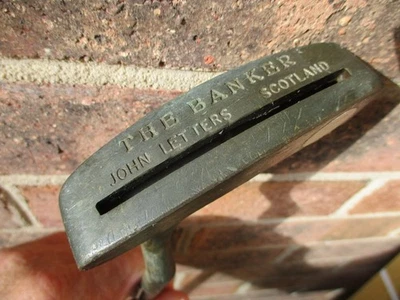 THE BANKER
JOHN LETTERS SCOTLAND